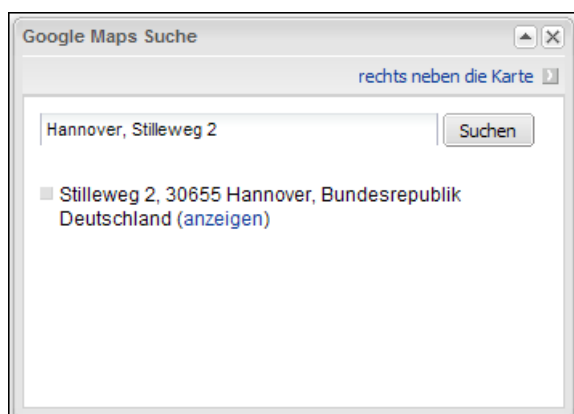 Google Maps Suche
rechts neben die Karte
Hannover, Stilleweg 2
Suchen
Stilleweg 2, 30655 Hannover, Bundesrepublik
Deutschland (anzeigen)